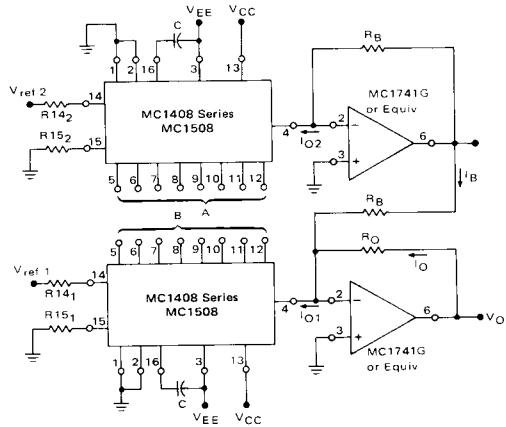 VEE
VCC
C
1 2 16 3 13
Vref 2
R14₂
14
MC1408 Series
MC1508
R15₂
15
4
IO2
5 6 7 8 9 10 11 12
A
RB
MC1741G
or Equiv
2
−
3
+
6
iB
B
5 6 7 8 9 10 11 12
Vref 1
R14₁
14
MC1408 Series
MC1508
R15₁
15
4
IO1
1 2 16 3 13
C
VEE
VCC
RB
RO
IO
2
−
3
+
6
VO
MC1741G
or Equiv